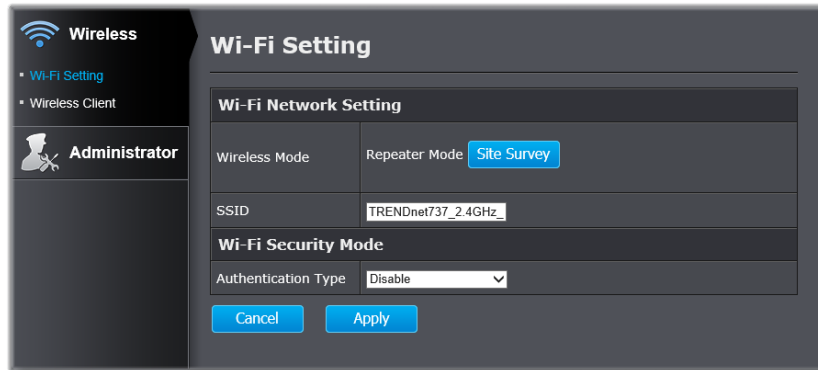 Wireless
Wi-Fi Setting
Wireless Client
Administrator
Wi-Fi Setting
Wi-Fi Network Setting
Wireless Mode
Repeater Mode Site Survey
SSID
TRENDnet737_2.4GHz_
Wi-Fi Security Mode
Authentication Type
Disable
Cancel
Apply